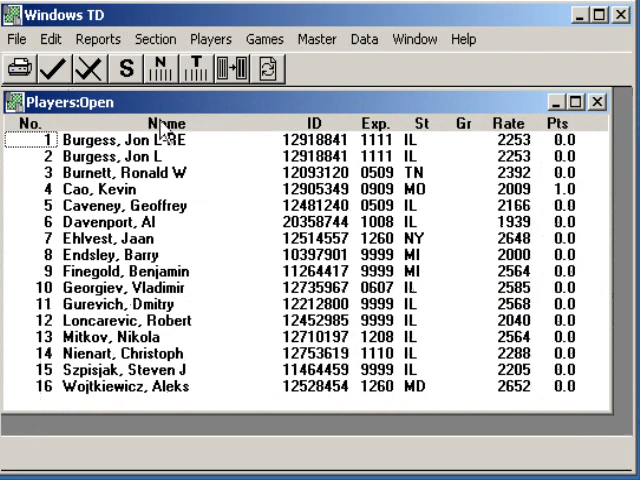 Windows TD
File Edit Reports Section Players Games Master Data Window Help
S N T
Players:Open
No. Name ID Exp. St Gr Rate Pts
1 Burgess, Jon L-RE 12918841 1111 IL 2253 0.0
2 Burgess, Jon L 12918841 1111 IL 2253 0.0
3 Burnett, Ronald W 12093120 0509 TN 2392 0.0
4 Cao, Kevin 12905349 0909 MO 2009 1.0
5 Caveney, Geoffrey 12481240 0509 IL 2166 0.0
6 Davenport, Al 20358744 1008 IL 1939 0.0
7 Ehlvest, Jaan 12514557 1260 NY 2648 0.0
8 Endsley, Barry 10397901 9999 MI 2000 0.0
9 Finegold, Benjamin 11264417 9999 MI 2564 0.0
10 Georgiev, Vladimir 12735967 0607 IL 2585 0.0
11 Gurevich, Dmitry 12212800 9999 IL 2568 0.0
12 Loncarevic, Robert 12452985 9999 IL 2040 0.0
13 Mitkov, Nikola 12710197 1208 IL 2564 0.0
14 Nienart, Christoph 12753619 1110 IL 2288 0.0
15 Szpisjak, Steven J 11464459 9999 IL 2205 0.0
16 Wojtkiewicz, Aleks 12528454 1260 MD 2652 0.0